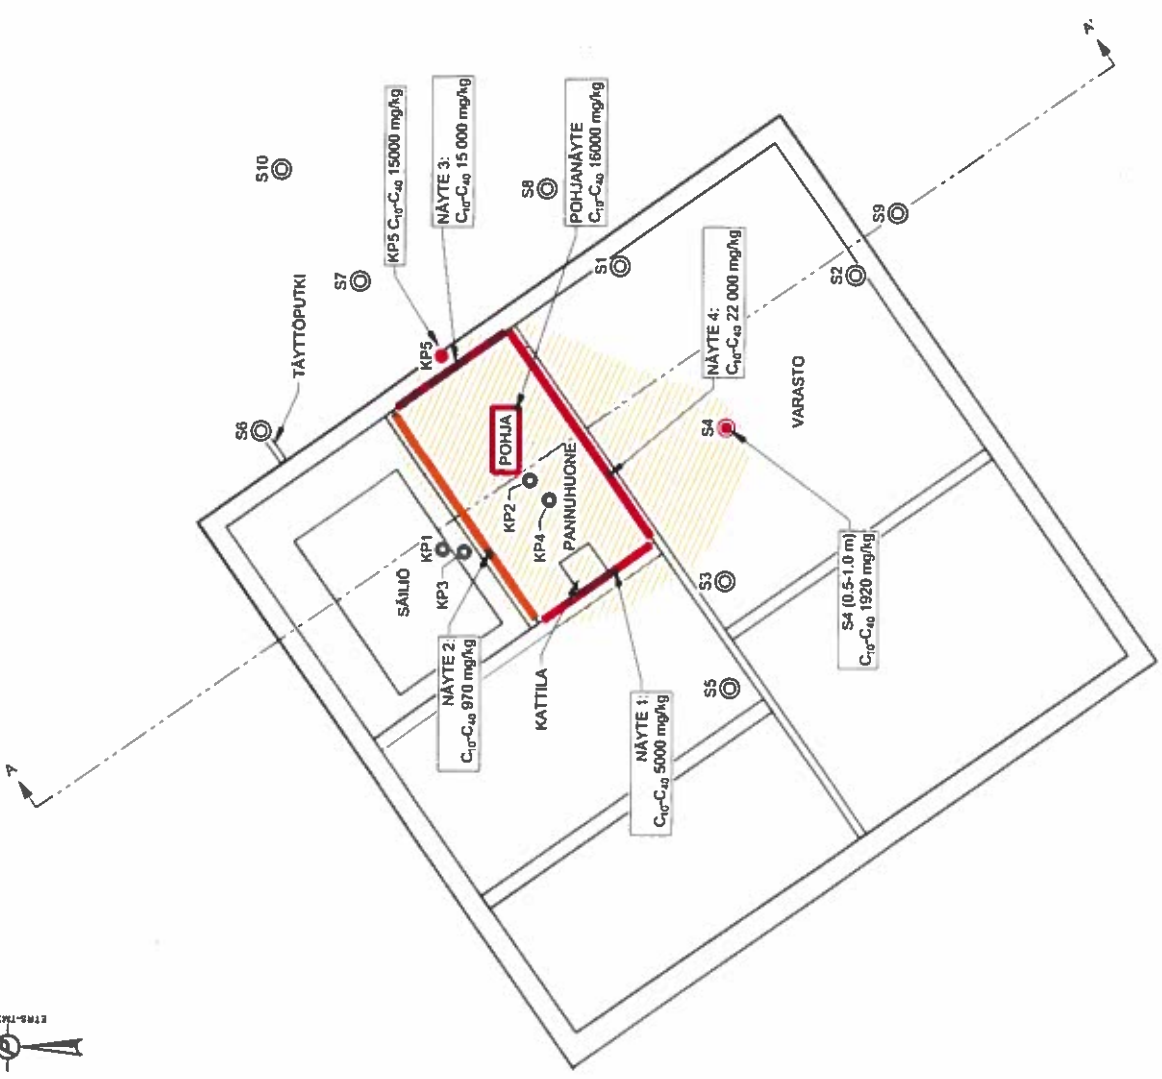 S10
KP5 C10-C40 15000 mg/kg
NÄYTE 3:
C10-C40 15 000 mg/kg
S8
POHJANÄYTE
C10-C40 16000 mg/kg
S7
TÄYTTÖPUTKI
S6
KP5
S1
S9
S2
NÄYTE 4:
C10-C40 22 000 mg/kg
POHJA
VARASTO
S4
KP2
KP4
PANNUHUONE
KP1
KP3
SÄILIÖ
S3
S4 (0.5-1.0 m)
C10-C40 1920 mg/kg
NÄYTE 2:
C10-C40 970 mg/kg
KATTILA
S5
NÄYTE 1:
C10-C40 5000 mg/kg
A